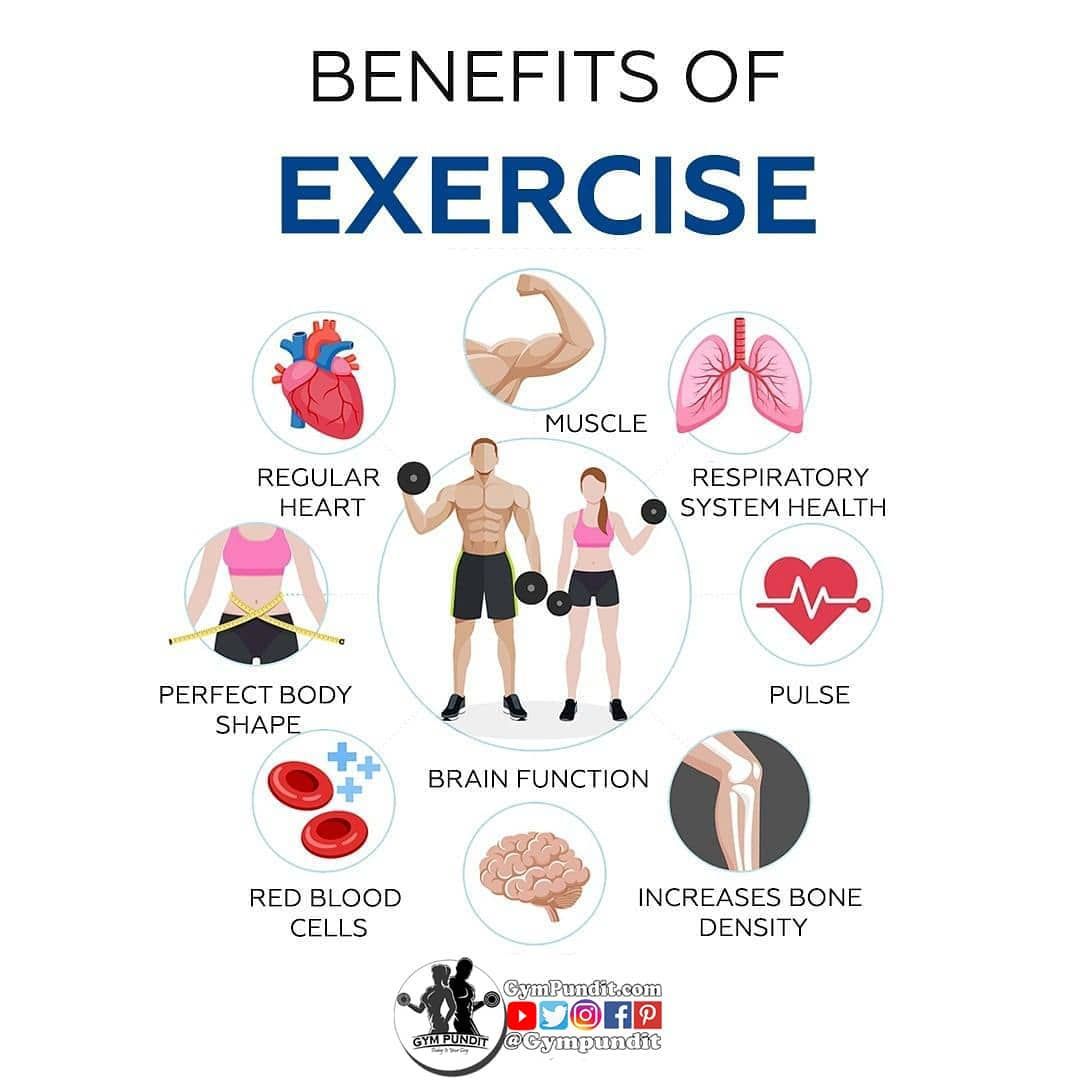 BENEFITS OF
EXERCISE
MUSCLE
REGULAR
HEART
RESPIRATORY
SYSTEM HEALTH
PERFECT BODY
SHAPE
PULSE
BRAIN FUNCTION
RED BLOOD
CELLS
INCREASES BONE
DENSITY
GYM PUNDIT
GymPundit.com
@Gympundit